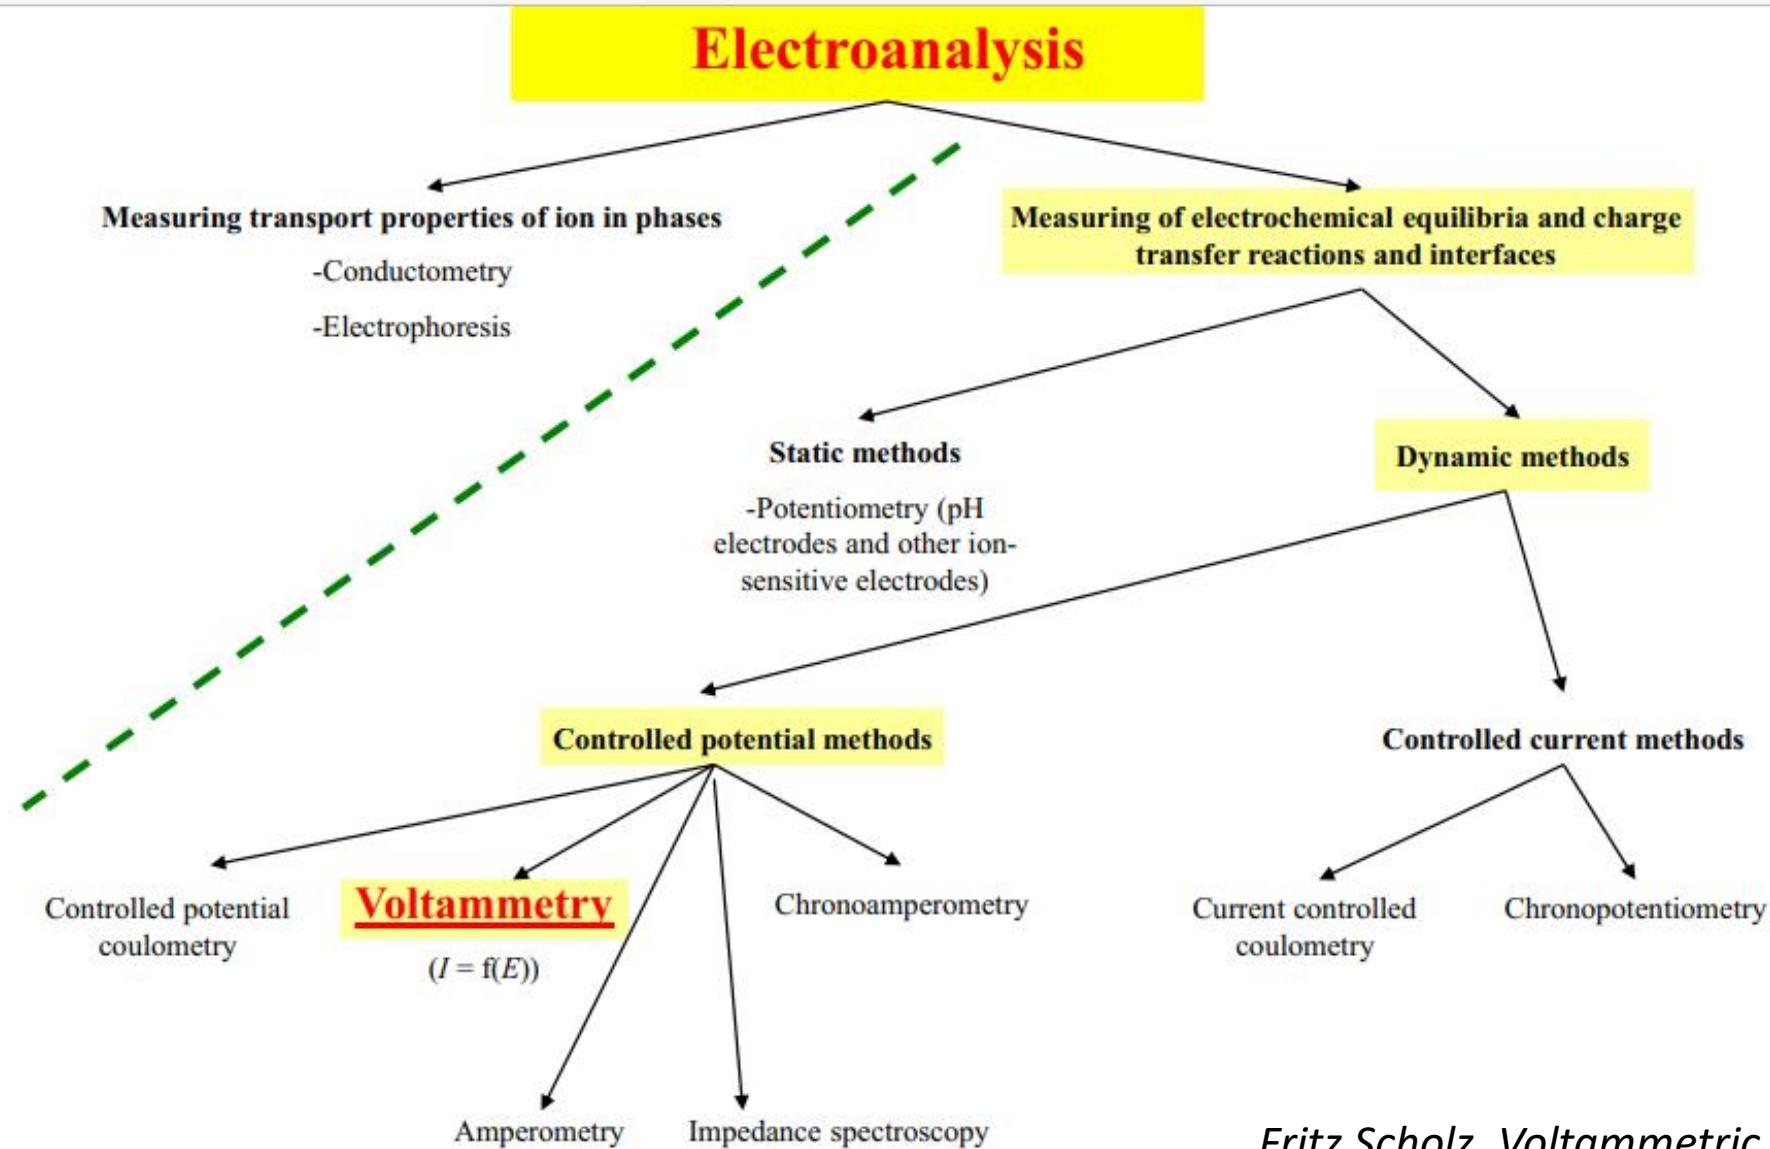 Electroanalysis
Measuring transport properties of ion in phases
-Conductometry
-Electrophoresis
Measuring of electrochemical equilibria and charge
transfer reactions and interfaces
Static methods
-Potentiometry (pH
electrodes and other ion-
sensitive electrodes)
Dynamic methods
Controlled potential methods
Controlled current methods
Controlled potential
coulometry
Voltammetry
(I = f(E))
Chronoamperometry
Current controlled
coulometry
Chronopotentiometry
Amperometry
Impedance spectroscopy
Fritz Scholz, Voltammetric